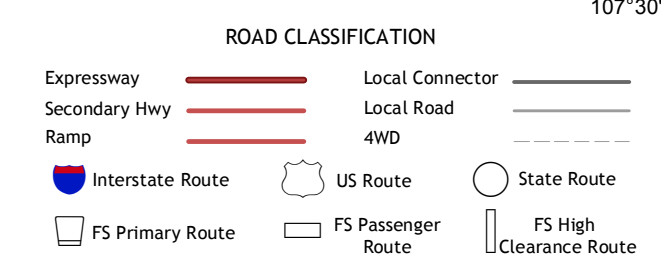 107°30'
ROAD CLASSIFICATION
Expressway
Local Connector
Secondary Hwy
Local Road
Ramp
4WD
Interstate Route
US Route
State Route
FS Primary Route
FS Passenger
Route
FS High
Clearance Route